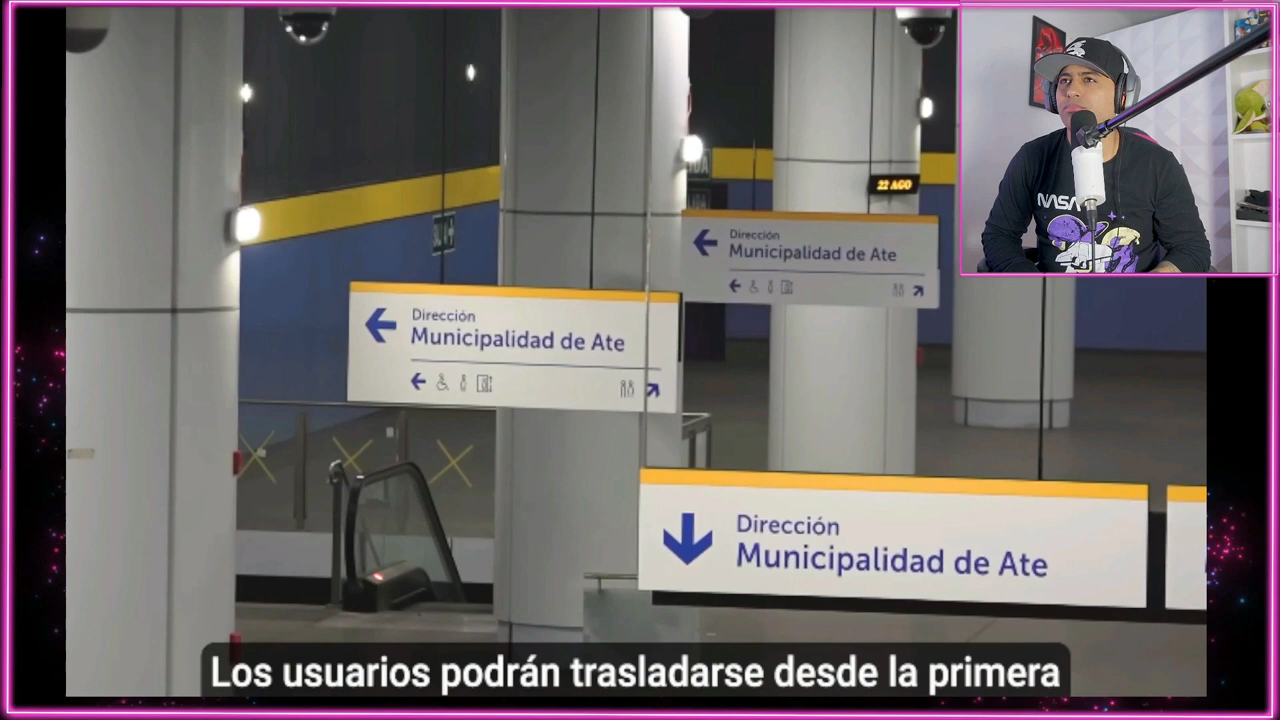 22 AGO
Dirección
Municipalidad de Ate
Dirección
Municipalidad de Ate
Dirección
Municipalidad de Ate
NASA
Los usuarios podrán trasladarse desde la primera